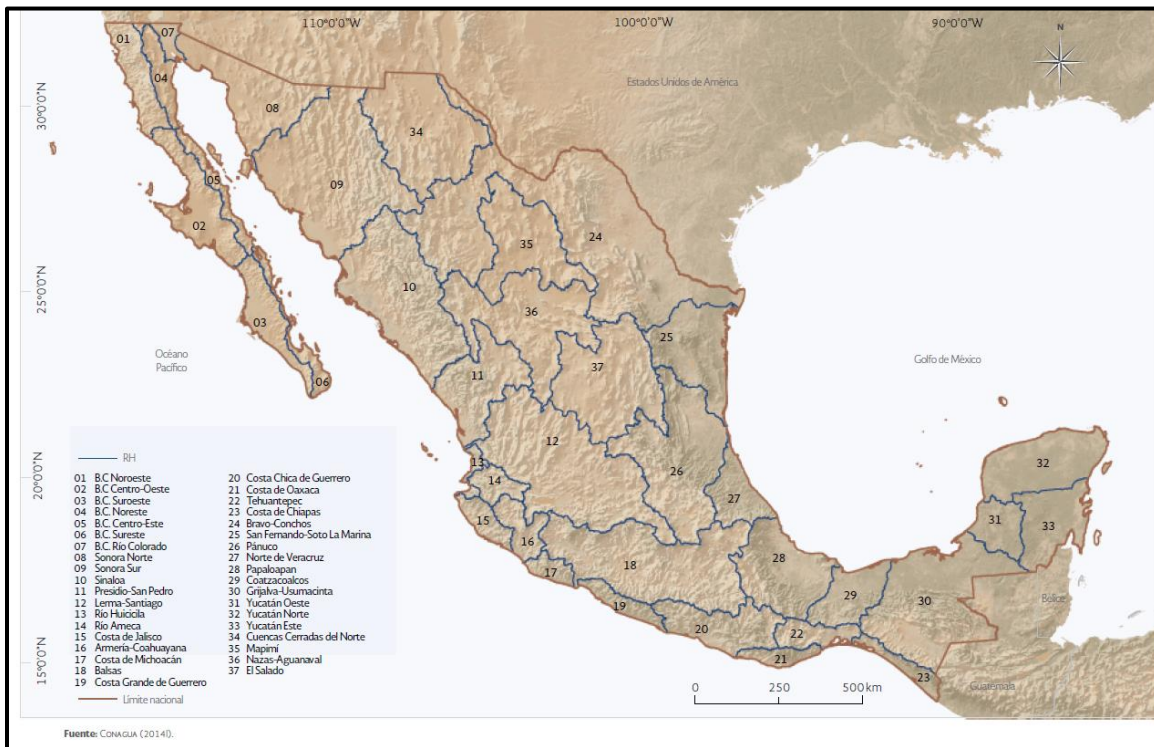 110°0'0"W
100°0'0"W
90°0'0"W
N
01
07
04
Estados Unidos de América
30°0'0"N
08
34
09
05
02
24
35
25°0'0"N
10
36
03
25
Océano
Pacífico
Golfo de México
37
11
06
12
RH
13
32
20°0'0"N
26
14
27
31
33
15
16
28
18
17
29
30
Belice
19
20
22
21
15°0'0"N
23
Guatemala
0 250 500 km
01 B.C Noroeste
02 B.C Centro-Oeste
03 B.C. Suroeste
04 B.C. Noreste
05 B.C. Centro-Este
06 B.C. Sureste
07 B.C. Río Colorado
08 Sonora Norte
09 Sonora Sur
10 Sinaloa
11 Presidio-San Pedro
12 Lerma-Santiago
13 Río Huicicila
14 Río Ameca
15 Costa de Jalisco
16 Armería-Coahuayana
17 Costa de Michoacán
18 Balsas
19 Costa Grande de Guerrero
20 Costa Chica de Guerrero
21 Costa de Oaxaca
22 Tehuantepec
23 Costa de Chiapas
24 Bravo-Conchos
25 San Fernando-Soto La Marina
26 Pánuco
27 Norte de Veracruz
28 Papaloapan
29 Coatzacoalcos
30 Grijalva-Usumacinta
31 Yucatán Oeste
32 Yucatán Norte
33 Yucatán Este
34 Cuencas Cerradas del Norte
35 Mapimí
36 Nazas-Aguanaval
37 El Salado
Límite nacional
Fuente: CONAGUA (2014l).